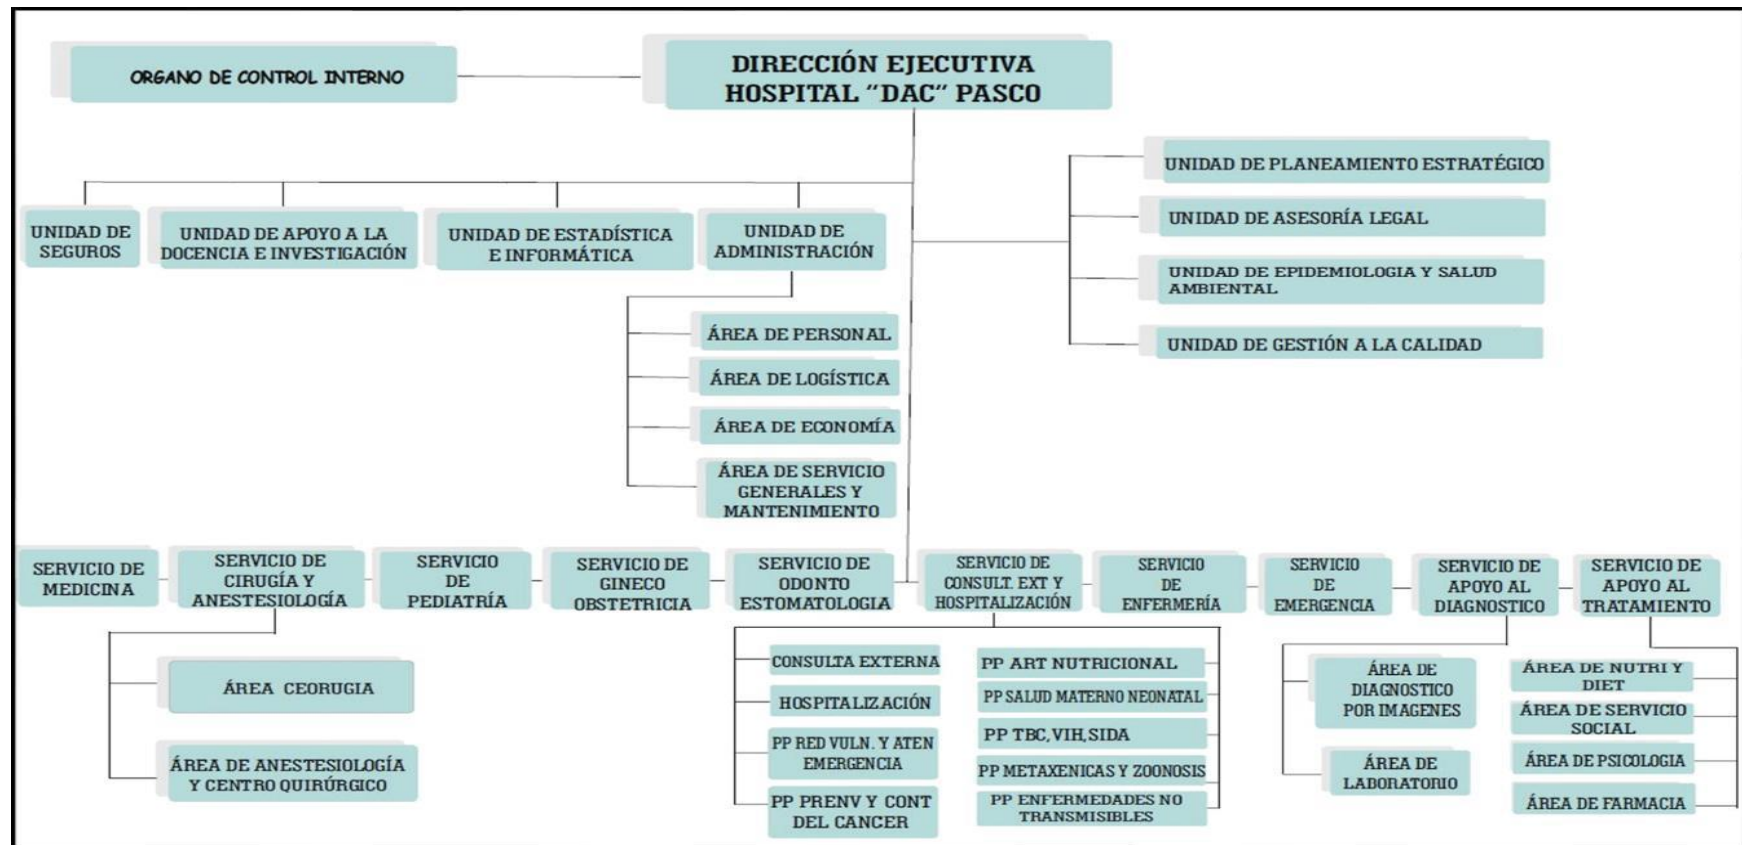 ORGANO DE CONTROL INTERNO
DIRECCIÓN EJECUTIVA
HOSPITAL "DAC" PASCO
UNIDAD DE PLANEAMIENTO ESTRATÉGICO
UNIDAD DE ASESORÍA LEGAL
UNIDAD DE EPIDEMIOLOGIA Y SALUD
AMBIENTAL
UNIDAD DE GESTIÓN A LA CALIDAD
UNIDAD DE
SEGUROS
UNIDAD DE APOYO A LA
DOCENCIA E INVESTIGACIÓN
UNIDAD DE ESTADÍSTICA
E INFORMÁTICA
UNIDAD DE
ADMINISTRACIÓN
ÁREA DE PERSONAL
ÁREA DE LOGÍSTICA
ÁREA DE ECONOMÍA
ÁREA DE SERVICIO
GENERALES Y
MANTENIMIENTO
SERVICIO DE
MEDICINA
SERVICIO DE
CIRUGÍA Y
ANESTESIOLOGÍA
SERVICIO
DE
PEDIATRÍA
SERVICIO DE
GINECO
OBSTETRICIA
SERVICIO DE
ODONTO
ESTOMATOLOGIA
SERVICIO DE
CONSULT. EXT Y
HOSPITALIZACIÓN
SERVICIO
DE
ENFERMERÍA
SERVICIO
DE
EMERGENCIA
SERVICIO DE
APOYO AL
DIAGNOSTICO
SERVICIO DE
APOYO AL
TRATAMIENTO
ÁREA CEORUGIA
ÁREA DE ANESTESIOLOGÍA
Y CENTRO QUIRÚRGICO
CONSULTA EXTERNA
HOSPITALIZACIÓN
PP RED VULN. Y ATEN
EMERGENCIA
PP PRENV Y CONT
DEL CANCER
PP ART NUTRICIONAL
PP SALUD MATERNO NEONATAL
PP TBC, VIH, SIDA
PP METAXENICAS Y ZOONOSIS
PP ENFERMEDADES NO
TRANSMISIBLES
ÁREA DE
DIAGNOSTICO
POR IMAGENES
ÁREA DE
LABORATORIO
ÁREA DE NUTRI Y
DIET
ÁREA DE SERVICIO
SOCIAL
ÁREA DE PSICOLOGIA
ÁREA DE FARMACIA